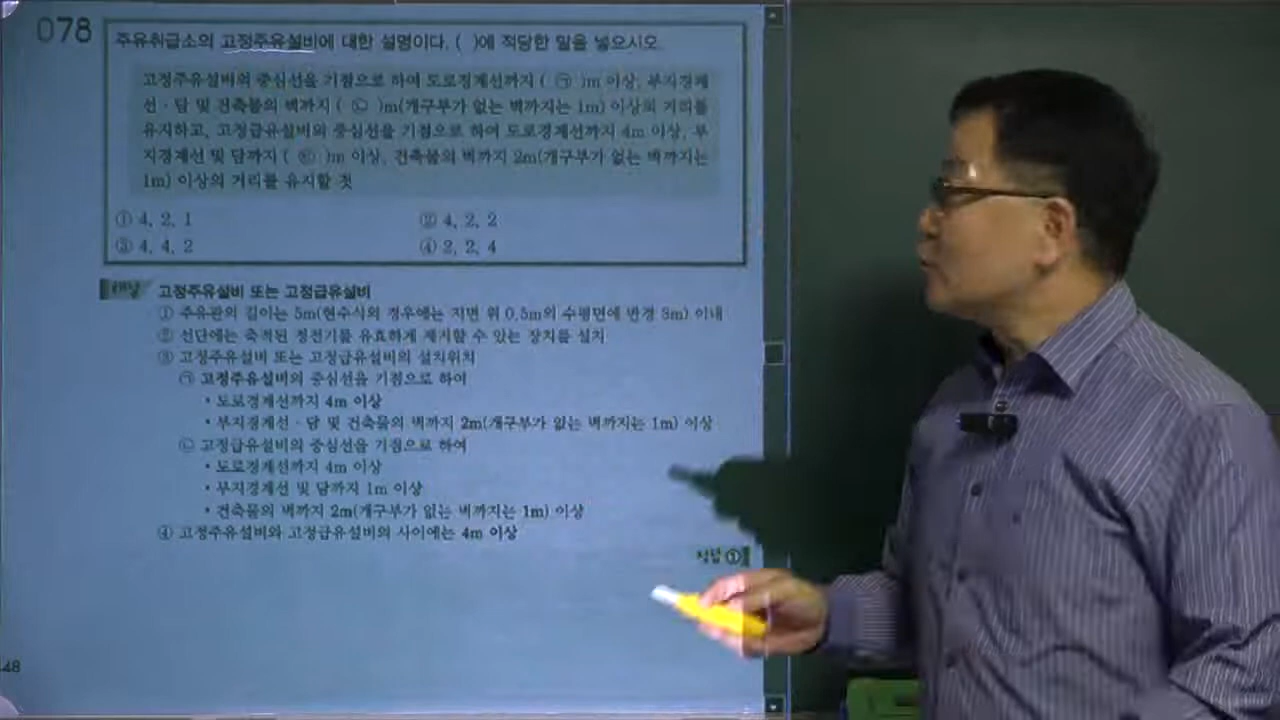 078
주유취급소의 고정주유설비에 대한 설명이다. ( )에 적당한 말을 넣으시오.
고정주유설비의 중심선을 기점으로 하여 도로경계선까지 ( ㉠ )m 이상, 부지경계
선·담 및 건축물의 벽까지 ( ㉡ )m(개구부가 없는 벽까지는 1m) 이상의 거리를
유지하고, 고정급유설비의 중심선을 기점으로 하여 도로경계선까지 4m 이상, 부
지경계선 및 담까지 ( ㉢ )m 이상, 건축물의 벽까지 2m(개구부가 없는 벽까지는
1m) 이상의 거리를 유지할 것
① 4, 2, 1 ② 4, 2, 2
③ 4, 4, 2 ④ 2, 2, 4
해설 고정주유설비 또는 고정급유설비
① 주유관의 길이는 5m(현수식의 경우에는 지면 위 0.5m의 수평면에 반경 3m) 이내
② 선단에는 축적된 정전기를 유효하게 제거할 수 있는 장치를 설치
③ 고정주유설비 또는 고정급유설비의 설치위치
㉠ 고정주유설비의 중심선을 기점으로 하여
• 도로경계선까지 4m 이상
• 부지경계선·담 및 건축물의 벽까지 2m(개구부가 없는 벽까지는 1m) 이상
㉡ 고정급유설비의 중심선을 기점으로 하여
• 도로경계선까지 4m 이상
• 부지경계선 및 담까지 1m 이상
• 건축물의 벽까지 2m(개구부가 없는 벽까지는 1m) 이상
④ 고정주유설비와 고정급유설비의 사이에는 4m 이상
정답 ①
48